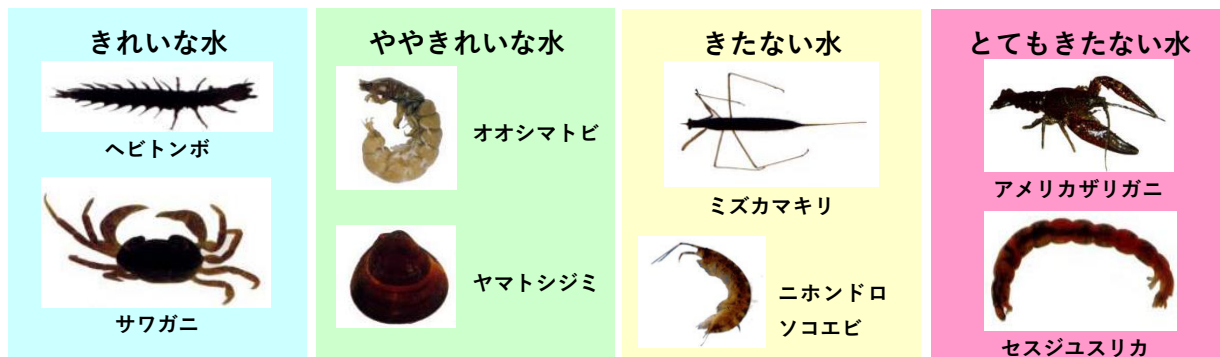 きれいな水
ヘビトンボ
サワガニ
ややきれいな水
オオシマトビ
ヤマトシジミ
きたない水
ミズカマキリ
ニホンドロ
ソコエビ
とてもきたない水
アメリカザリガニ
セスジユスリカ